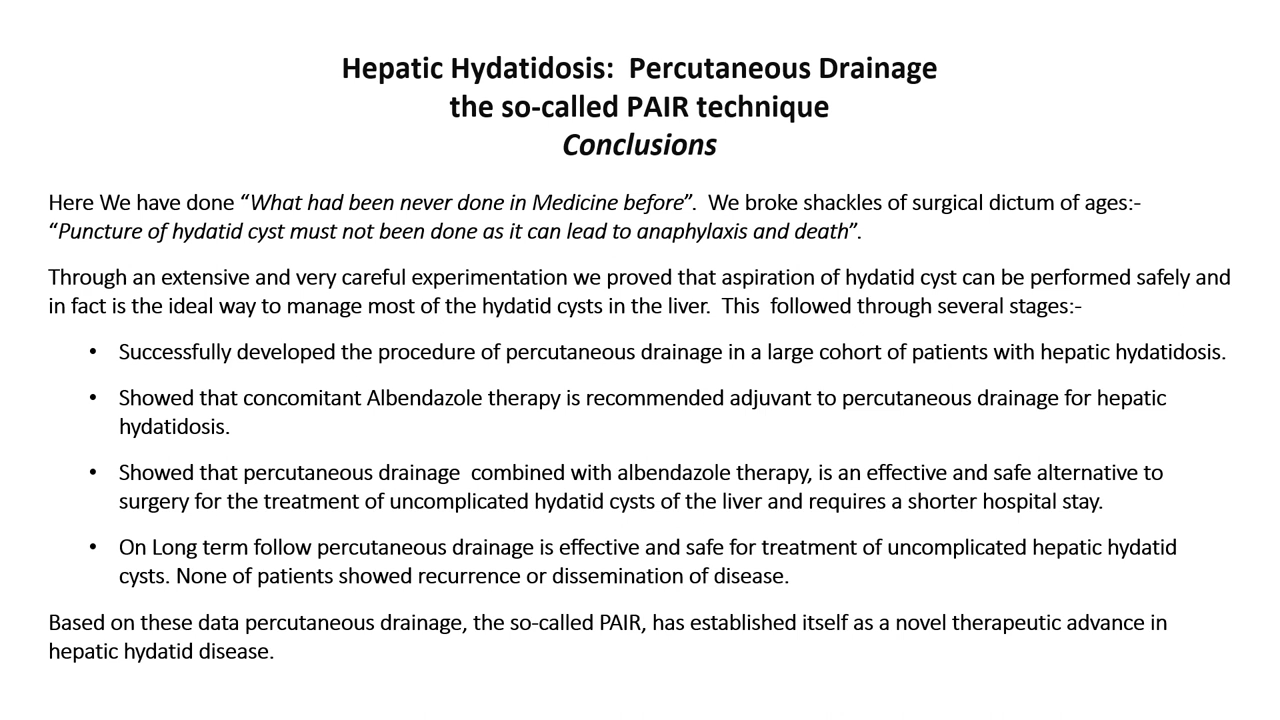 Hepatic Hydatidosis:  Percutaneous Drainage
the so-called PAIR technique
Conclusions
Here We have done “What had been never done in Medicine before”.  We broke shackles of surgical dictum of ages:-
“Puncture of hydatid cyst must not been done as it can lead to anaphylaxis and death”.
Through an extensive and very careful experimentation we proved that aspiration of hydatid cyst can be performed safely and
in fact is the ideal way to manage most of the hydatid cysts in the liver.  This  followed through several stages:-
• Successfully developed the procedure of percutaneous drainage in a large cohort of patients with hepatic hydatidosis.
• Showed that concomitant Albendazole therapy is recommended adjuvant to percutaneous drainage for hepatic
hydatidosis.
• Showed that percutaneous drainage  combined with albendazole therapy, is an effective and safe alternative to
surgery for the treatment of uncomplicated hydatid cysts of the liver and requires a shorter hospital stay.
• On Long term follow percutaneous drainage is effective and safe for treatment of uncomplicated hepatic hydatid
cysts. None of patients showed recurrence or dissemination of disease.
Based on these data percutaneous drainage, the so-called PAIR, has established itself as a novel therapeutic advance in
hepatic hydatid disease.